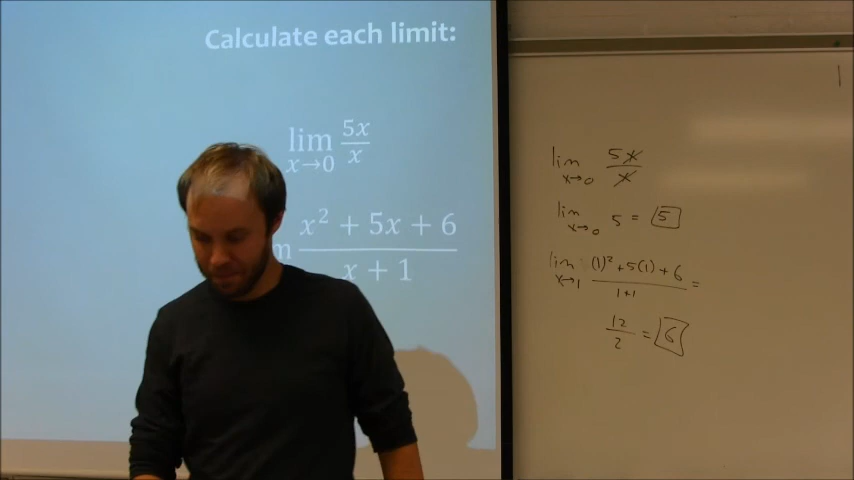 Calculate each limit:
lim x→0 5x/x
m x² + 5x + 6 / x + 1
lim x→0 5x/x
lim x→0 5 = 5
lim x→1 (1)² + 5(1) + 6 / 1+1 =
12/2 = 6